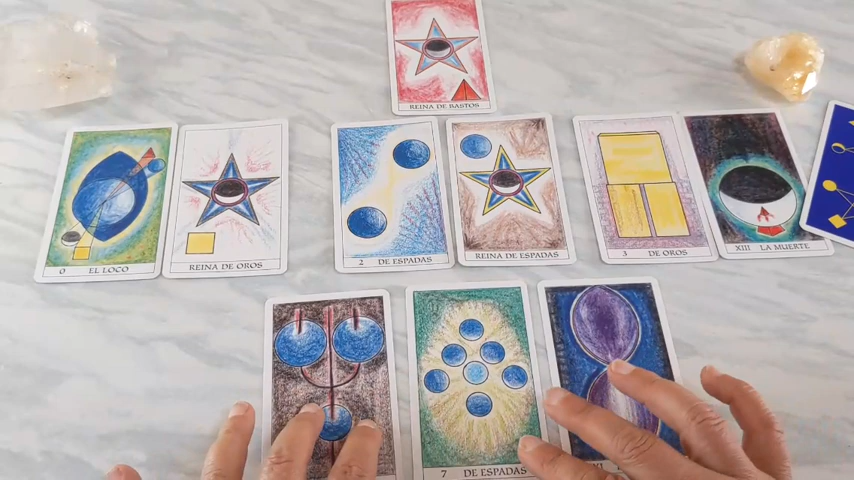 REINA DE BASTOS
0 EL LOCO
REINA DE OROS
2 DE ESPADAS
REINA DE ESPADAS
3 DE OROS
XIII LA MUERTE
7 DE ESPADAS